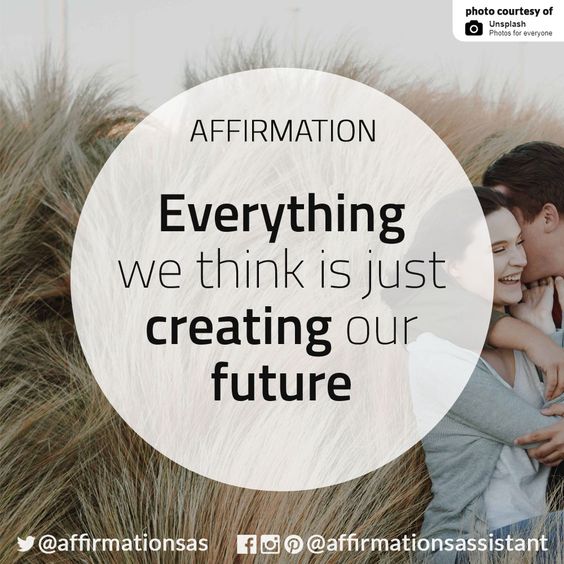 photo courtesy of
Unsplash
Photos for everyone
AFFIRMATION
Everything
we think is just
creating our
future
@affirmationsas
@affirmationsassistant